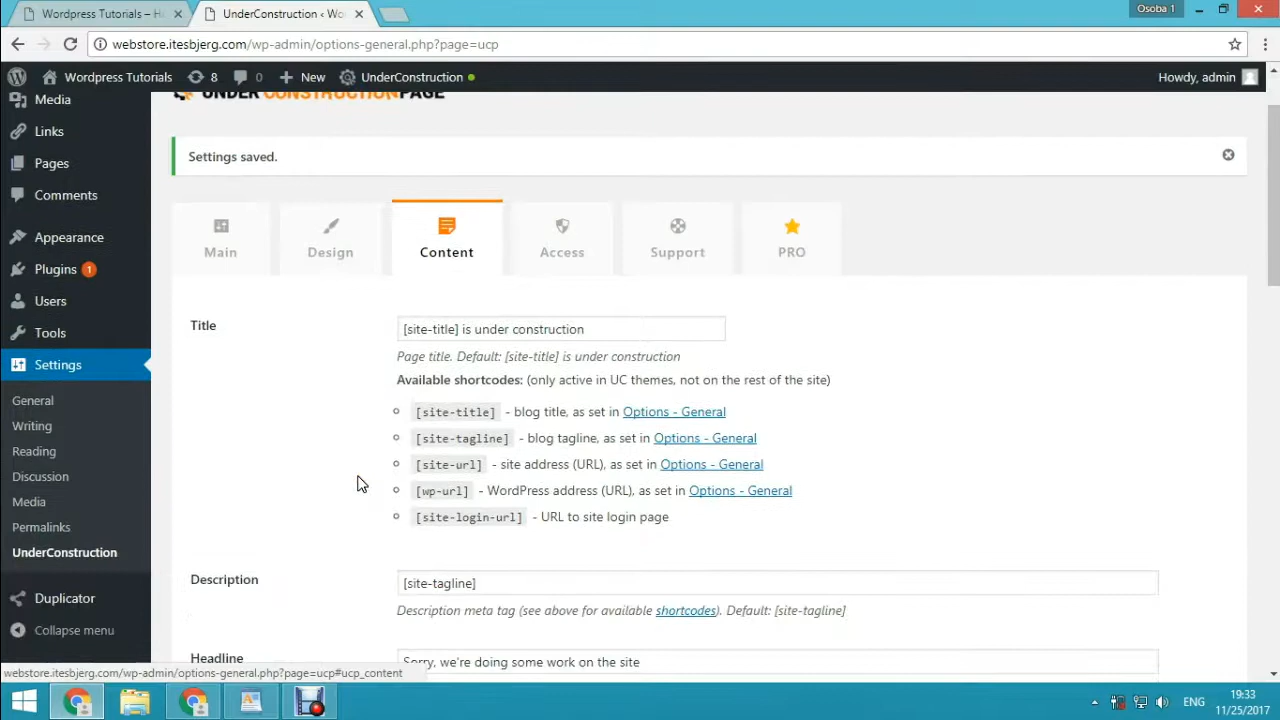 Wordpress Tutorials – H
UnderConstruction ‹ Wo
Osoba 1
webstore.itesbjerg.com/wp-admin/options-general.php?page=ucp
Wordpress Tutorials
8
0
New
UnderConstruction
Howdy, admin
Media
Links
Pages
Comments
Appearance
Plugins 1
Users
Tools
Settings
General
Writing
Reading
Discussion
Media
Permalinks
UnderConstruction
Duplicator
Collapse menu
UNDER CONSTRUCTION PAGE
Settings saved.
Main
Design
Content
Access
Support
PRO
Title
[site-title] is under construction
Page title. Default: [site-title] is under construction
Available shortcodes: (only active in UC themes, not on the rest of the site)
[site-title] - blog title, as set in Options - General
[site-tagline] - blog tagline, as set in Options - General
[site-url] - site address (URL), as set in Options - General
[wp-url] - WordPress address (URL), as set in Options - General
[site-login-url] - URL to site login page
Description
[site-tagline]
Description meta tag (see above for available shortcodes). Default: [site-tagline]
Headline
Sorry, we're doing some work on the site
webstore.itesbjerg.com/wp-admin/options-general.php?page=ucp#ucp_content
ENG
19:33
11/25/2017